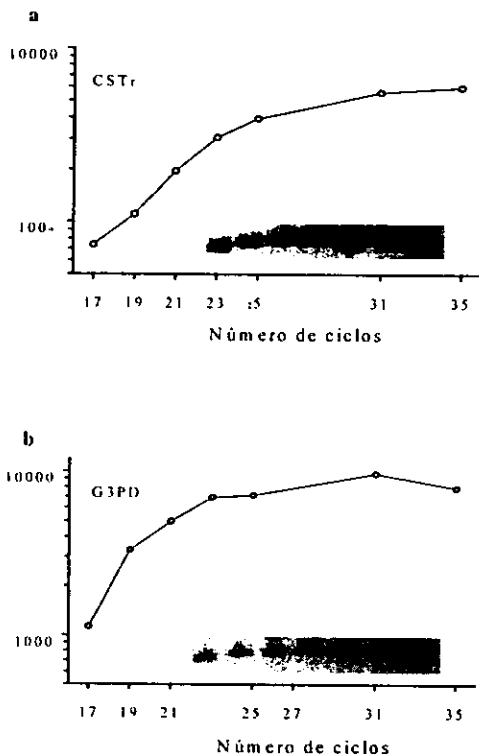 a
10000
CSTr
17 19 21 23 :5 31 35
Número de ciclos
b
10000
G3PD
1000
17 19 21 25 27 31 35
Número de ciclos